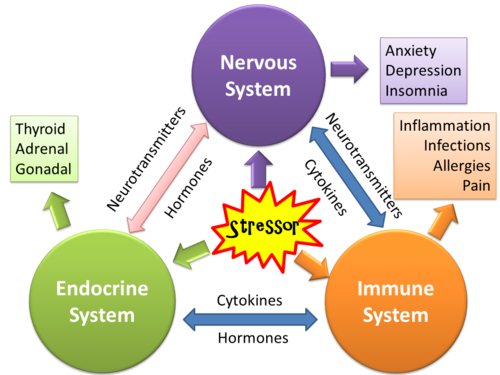 Nervous
System
Anxiety
Depression
Insomnia
Thyroid
Adrenal
Gonadal
Neurotransmitters
Hormones
Neurotransmitters
Cytokines
Inflammation
Infections
Allergies
Pain
Stressor
Endocrine
System
Cytokines
Hormones
Immune
System